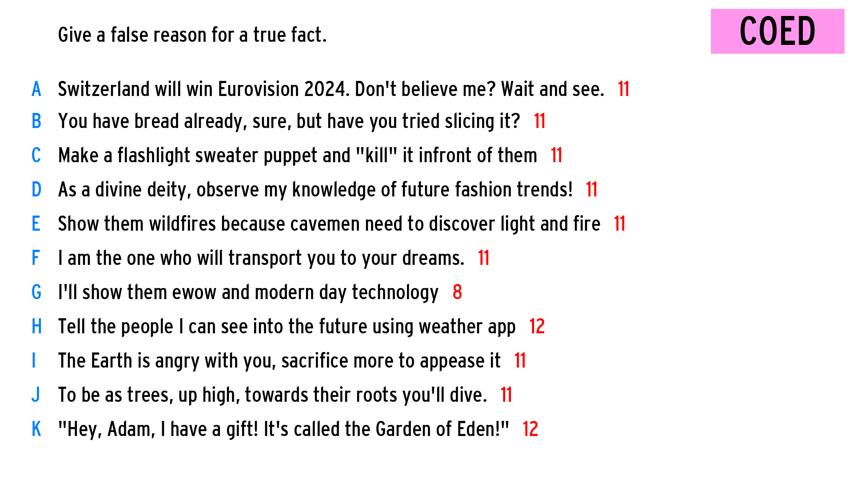 Give a false reason for a true fact.
COED
A Switzerland will win Eurovision 2024. Don't believe me? Wait and see. 11
B You have bread already, sure, but have you tried slicing it? 11
C Make a flashlight sweater puppet and "kill" it infront of them 11
D As a divine deity, observe my knowledge of future fashion trends! 11
E Show them wildfires because cavemen need to discover light and fire 11
F I am the one who will transport you to your dreams. 11
G I'll show them ewow and modern day technology 8
H Tell the people I can see into the future using weather app 12
I The Earth is angry with you, sacrifice more to appease it 11
J To be as trees, up high, towards their roots you'll dive. 11
K "Hey, Adam, I have a gift! It's called the Garden of Eden!" 12